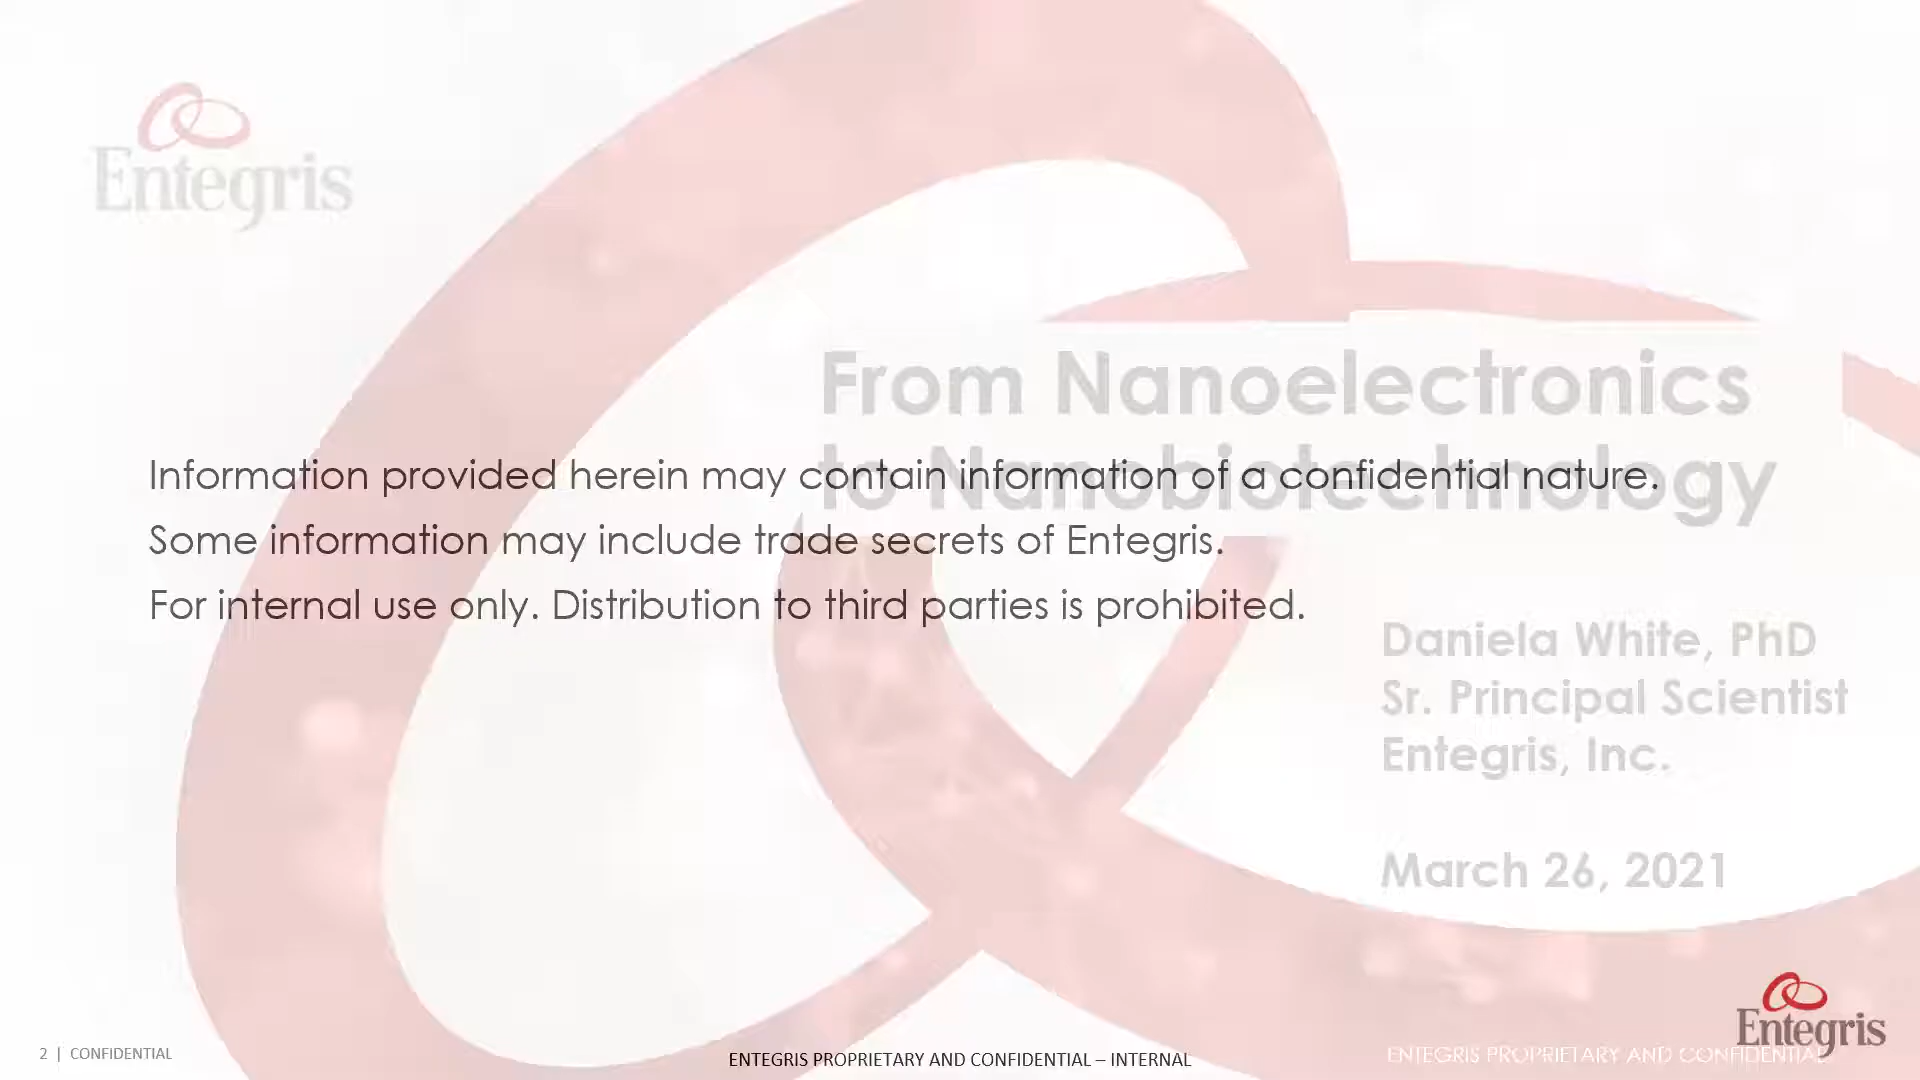 Entegris
From Nanoelectronics
to Nanobiotechnology
Information provided herein may contain information of a confidential nature.
Some information may include trade secrets of Entegris.
For internal use only. Distribution to third parties is prohibited.
Daniela White, PhD
Sr. Principal Scientist
Entegris, Inc.
March 26, 2021
Entegris
2 | CONFIDENTIAL
ENTEGRIS PROPRIETARY AND CONFIDENTIAL – INTERNAL
ENTEGRIS PROPRIETARY AND CONFIDENTIAL